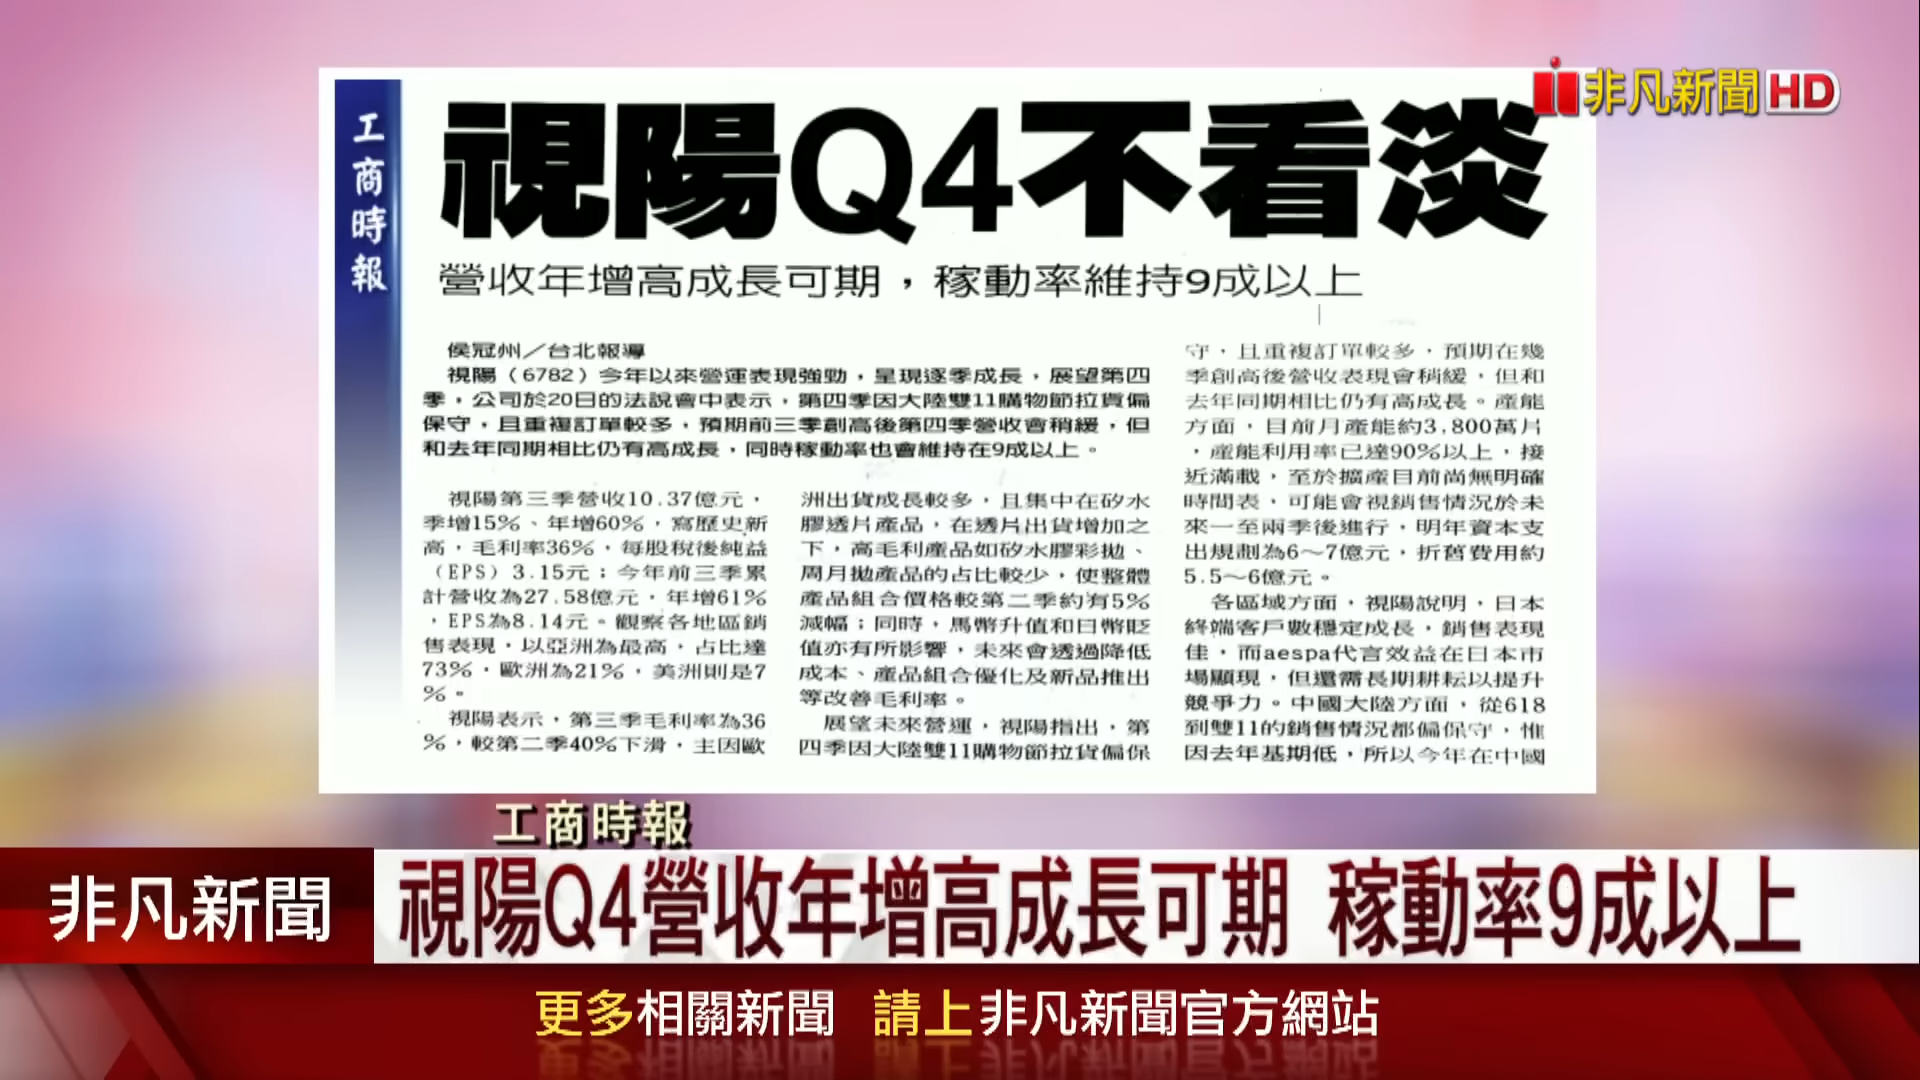 非凡新聞HD
工商時報
視陽Q4不看淡
營收年增高成長可期，稼動率維持9成以上
侯冠州／台北報導
視陽（6782）今年以來營運表現強勁，呈現逐季成長，展望第四
季，公司於20日的法說會中表示，第四季因大陸雙11購物節拉貨偏
保守，且重複訂單較多，預期前三季創高後第四季營收會稍緩，但
和去年同期相比仍有高成長，同時稼動率也會維持在9成以上。
視陽第三季營收10.37億元，
季增15%、年增60%，寫歷史新
高，毛利率36%，每股稅後純益
（EPS）3.15元；今年前三季累
計營收為27.58億元，年增61%
，EPS為8.14元。觀察各地區銷
售表現，以亞洲為最高，占比達
73%，歐洲為21%，美洲則是7
%。
視陽表示，第三季毛利率為36
%，較第二季40%下滑，主因歐
洲出貨成長較多，且集中在矽水
膠透片產品，在透片出貨增加之
下，高毛利產品如矽水膠彩拋、
周月拋產品的占比較少，使整體
產品組合價格較第二季約有5%
減幅；同時，馬幣升值和日幣貶
值亦有所影響，未來會透過降低
成本、產品組合優化及新品推出
等改善毛利率。
展望未來營運，視陽指出，第
四季因大陸雙11購物節拉貨偏保
守，且重複訂單較多，預期在幾
季創高後營收表現會稍緩，但和
去年同期相比仍有高成長。產能
方面，目前月產能約3,800萬片
，產能利用率已達90%以上，接
近滿載，至於擴產目前尚無明確
時間表，可能會視銷售情況於未
來一至兩季後進行，明年資本支
出規劃為6～7億元，折舊費用約
5.5～6億元。
各區域方面，視陽說明，日本
終端客戶數穩定成長，銷售表現
佳，而aespa代言效益在日本市
場顯現，但還需長期耕耘以提升
競爭力。中國大陸方面，從618
到雙11的銷售情況都偏保守，惟
因去年基期低，所以今年在中國
工商時報
非凡新聞
視陽Q4營收年增高成長可期 稼動率9成以上
更多相關新聞 請上非凡新聞官方網站